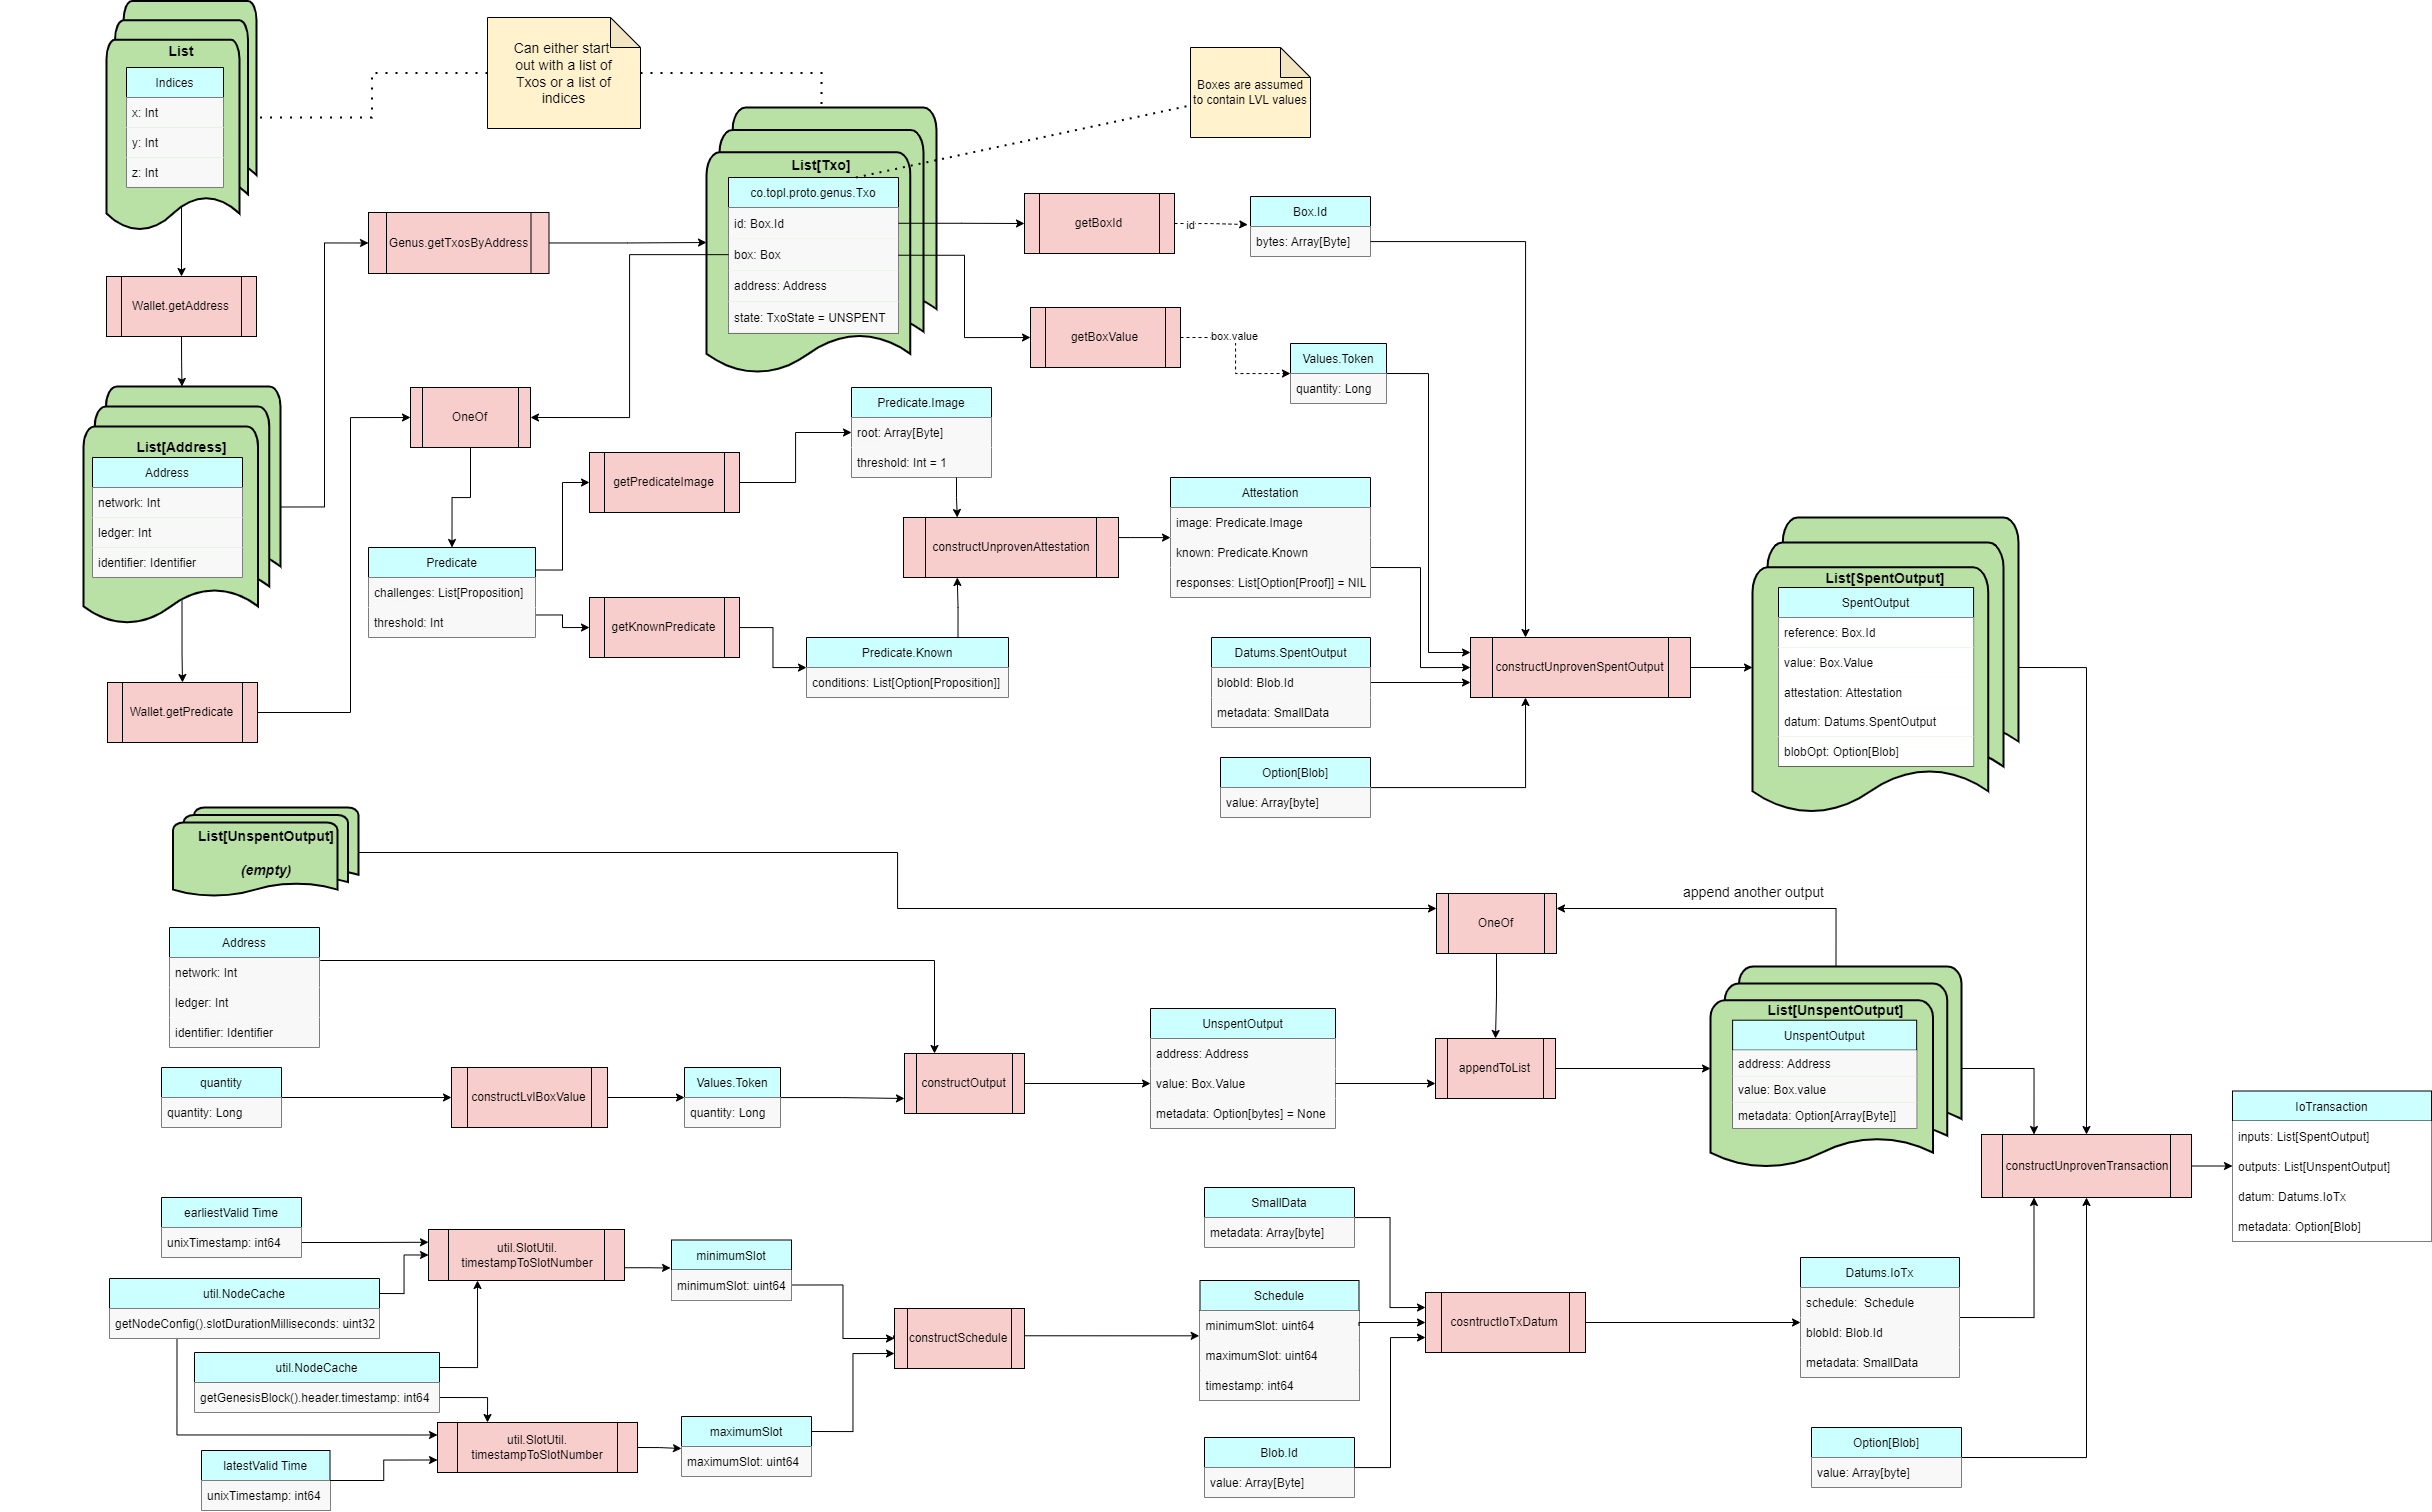 List
Indices
x: Int
y: Int
z: Int
Can either start
out with a list of
Txos or a list of
indices
Boxes are assumed
to contain LVL values
Wallet.getAddress
Genus.getTxosByAddress
List[Txo]
co.topl.proto.genus.Txo
id: Box.Id
box: Box
address: Address
state: TxoState = UNSPENT
getBoxId
id
Box.Id
bytes: Array[Byte]
getBoxValue
box.value
Values.Token
quantity: Long
List[Address]
Address
network: Int
ledger: Int
identifier: Identifier
Wallet.getPredicate
OneOf
Predicate
challenges: List[Proposition]
threshold: Int
getPredicateImage
getKnownPredicate
Predicate.Image
root: Array[Byte]
threshold: Int = 1
constructUnprovenAttestation
Predicate.Known
conditions: List[Option[Proposition]]
Attestation
image: Predicate.Image
known: Predicate.Known
responses: List[Option[Proof]] = NIL
Datums.SpentOutput
blobId: Blob.Id
metadata: SmallData
Option[Blob]
value: Array[byte]
constructUnprovenSpentOutput
List[SpentOutput]
SpentOutput
reference: Box.Id
value: Box.Value
attestation: Attestation
datum: Datums.SpentOutput
blobOpt: Option[Blob]
List[UnspentOutput]
(empty)
Address
network: Int
ledger: Int
identifier: Identifier
quantity
quantity: Long
constructLvlBoxValue
Values.Token
quantity: Long
constructOutput
UnspentOutput
address: Address
value: Box.Value
metadata: Option[bytes] = None
OneOf
append another output
appendToList
List[UnspentOutput]
UnspentOutput
address: Address
value: Box.value
metadata: Option[Array[Byte]]
constructUnprovenTransaction
IoTransaction
inputs: List[SpentOutput]
outputs: List[UnspentOutput]
datum: Datums.IoTx
metadata: Option[Blob]
earliestValid Time
unixTimestamp: int64
util.NodeCache
getNodeConfig().slotDurationMilliseconds: uint32
util.NodeCache
getGenesisBlock().header.timestamp: int64
latestValid Time
unixTimestamp: int64
util.SlotUtil.
timestampToSlotNumber
util.SlotUtil.
timestampToSlotNumber
minimumSlot
minimumSlot: uint64
maximumSlot
maximumSlot: uint64
constructSchedule
SmallData
metadata: Array[byte]
Schedule
minimumSlot: uint64
maximumSlot: uint64
timestamp: int64
Blob.Id
value: Array[Byte]
cosntructIoTxDatum
Datums.IoTx
schedule:  Schedule
blobId: Blob.Id
metadata: SmallData
Option[Blob]
value: Array[byte]